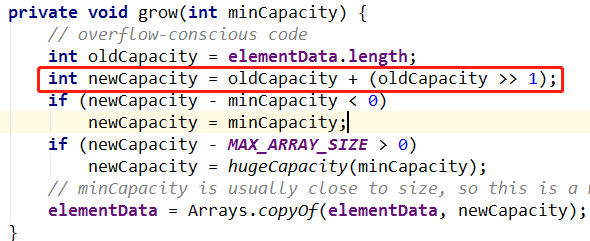 private void grow(int minCapacity) {
// overflow-conscious code
int oldCapacity = elementData.length;
int newCapacity = oldCapacity + (oldCapacity >> 1);
if (newCapacity - minCapacity < 0)
newCapacity = minCapacity;
if (newCapacity - MAX_ARRAY_SIZE > 0)
newCapacity = hugeCapacity(minCapacity);
// minCapacity is usually close to size, so this is a
elementData = Arrays.copyOf(elementData, newCapacity);
}